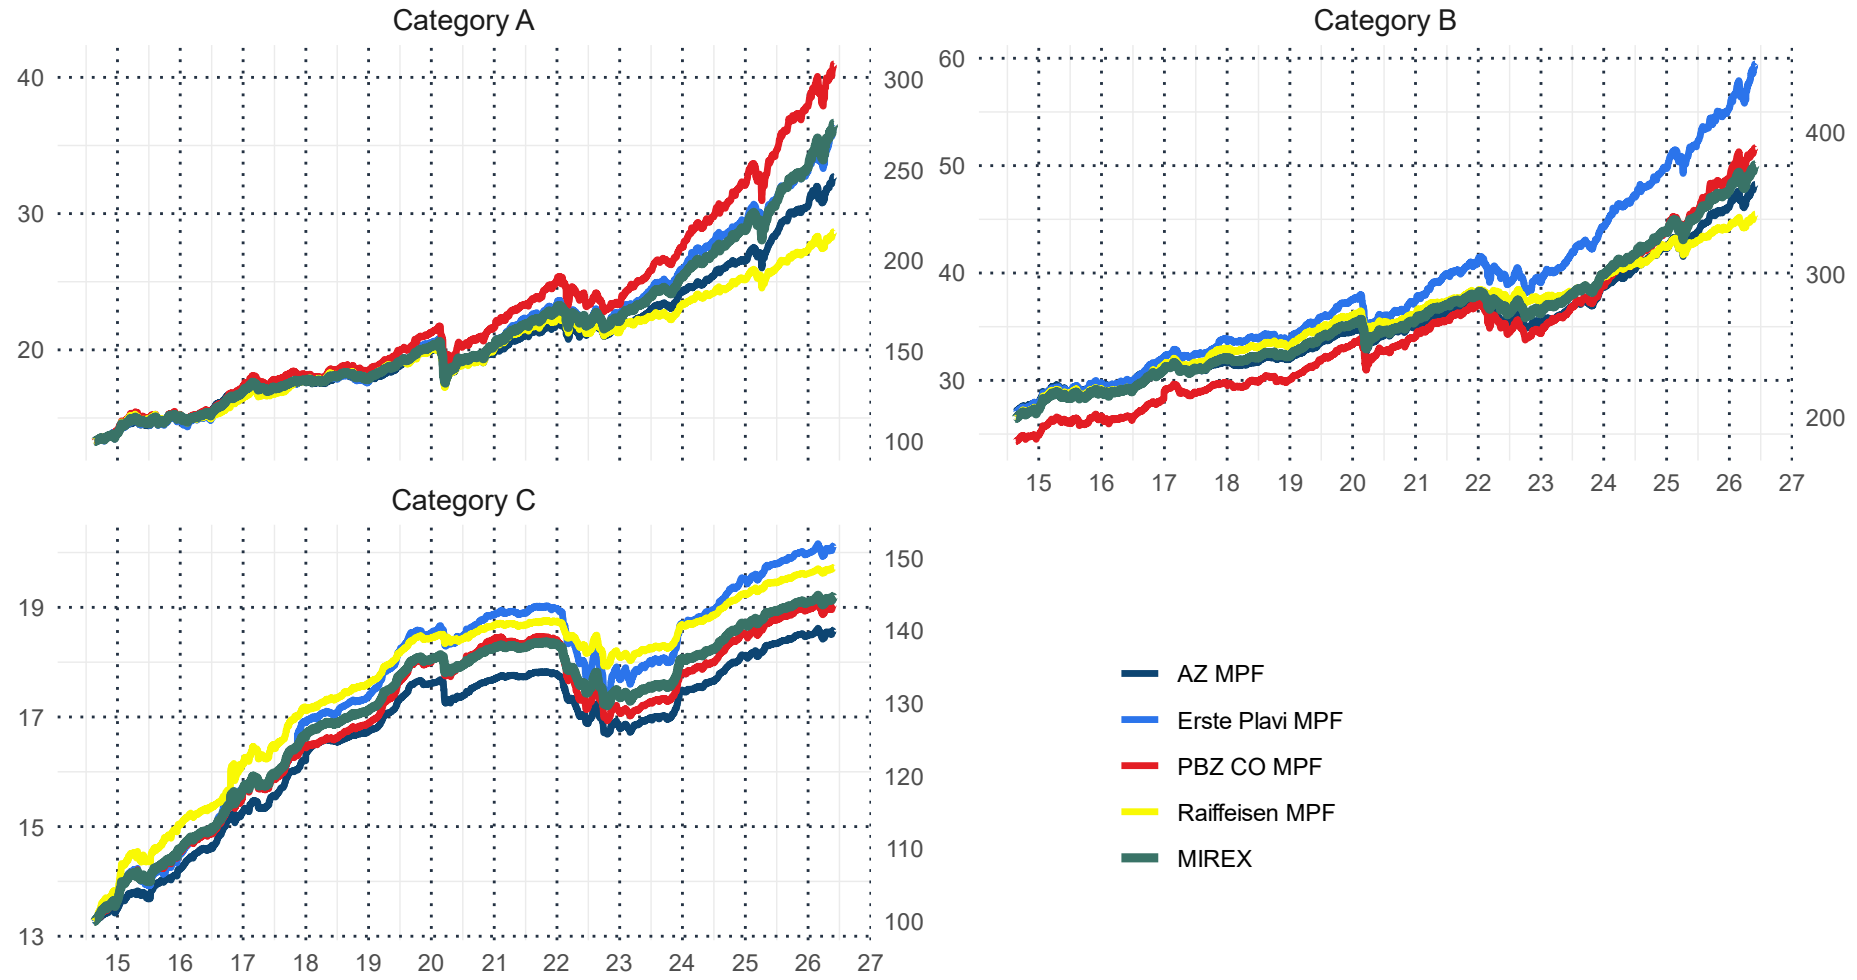 Category A
40
30
20
300
250
200
150
100
Category B
60
50
40
30
400
300
200
15 16 17 18 19 20 21 22 23 24 25 26 27
Category C
19
17
15
13
150
140
130
120
110
100
15 16 17 18 19 20 21 22 23 24 25 26 27
AZ MPF
Erste Plavi MPF
PBZ CO MPF
Raiffeisen MPF
MIREX